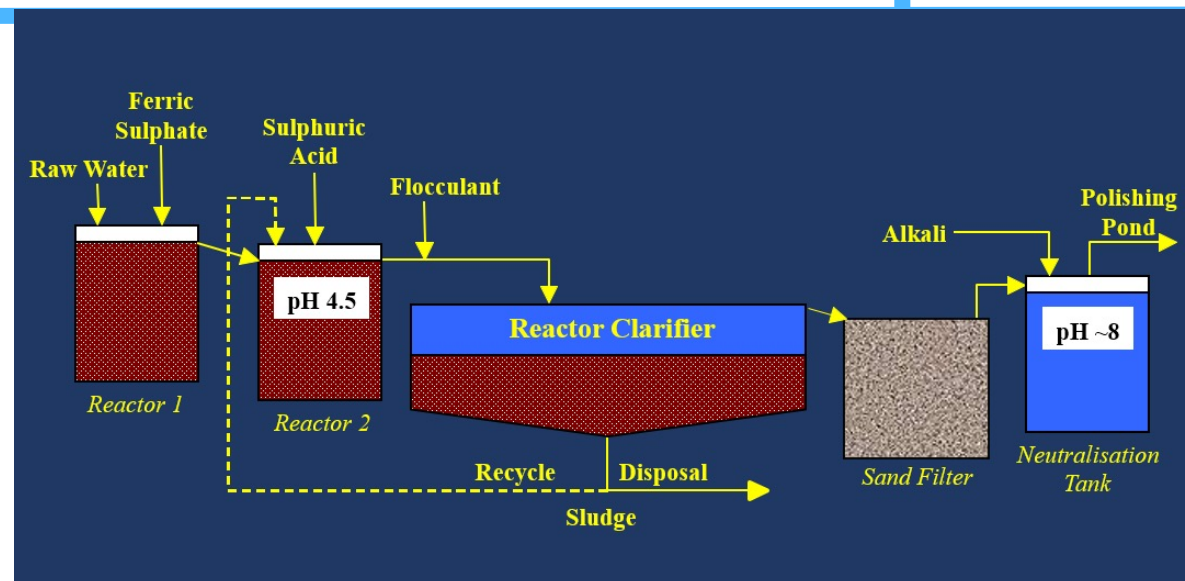 Ferric
Sulphate
Raw Water
Sulphuric
Acid
Flocculant
Alkali
Polishing
Pond
pH 4.5
Reactor Clarifier
pH ~8
Reactor 1
Reactor 2
Recycle
Disposal
Sludge
Sand Filter
Neutralisation
Tank